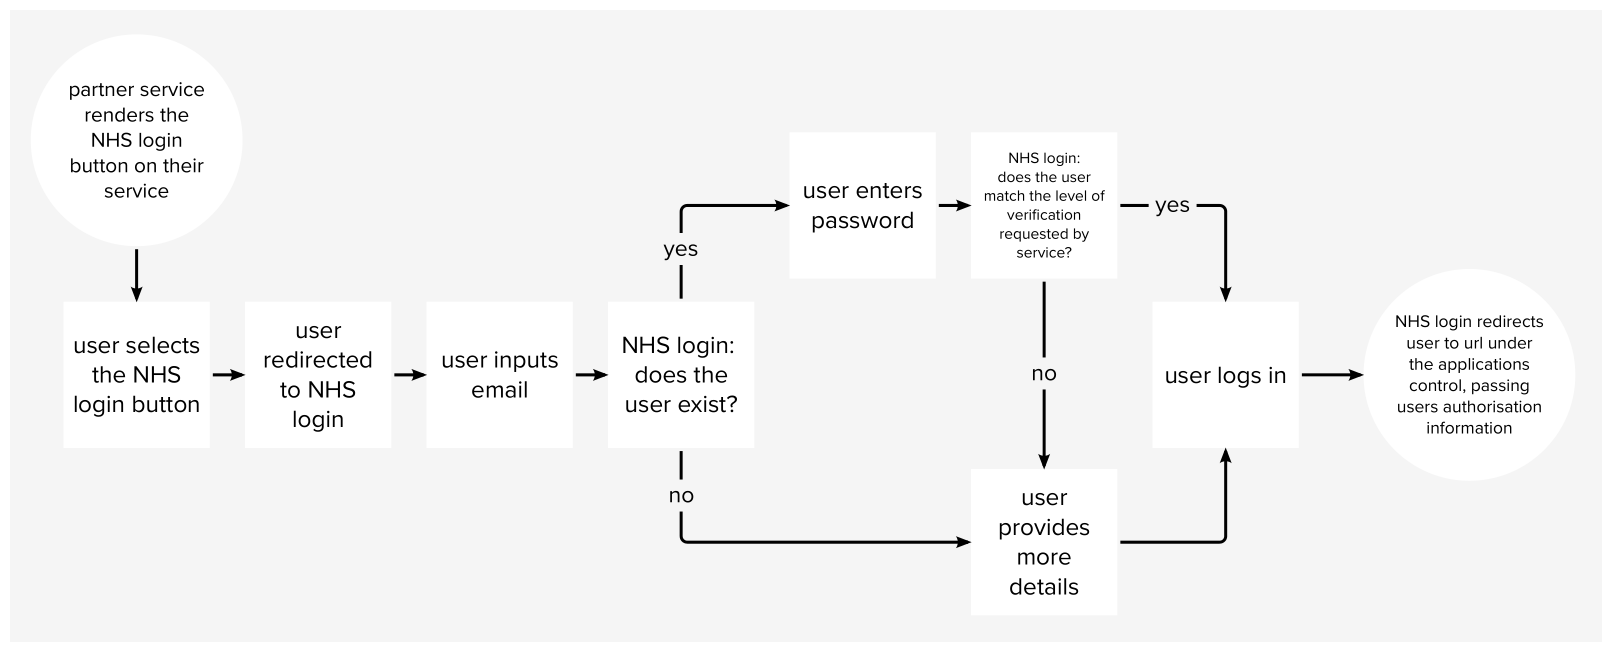 partner service
renders the
NHS login
button on their
service
user selects
the NHS
login button
user
redirected
to NHS
login
user inputs
email
NHS login:
does the
user exist?
yes
user enters
password
NHS login:
does the user
match the level of
verification
requested by
service?
yes
no
no
user
provides
more
details
user logs in
NHS login redirects
user to url under
the applications
control, passing
users authorisation
information